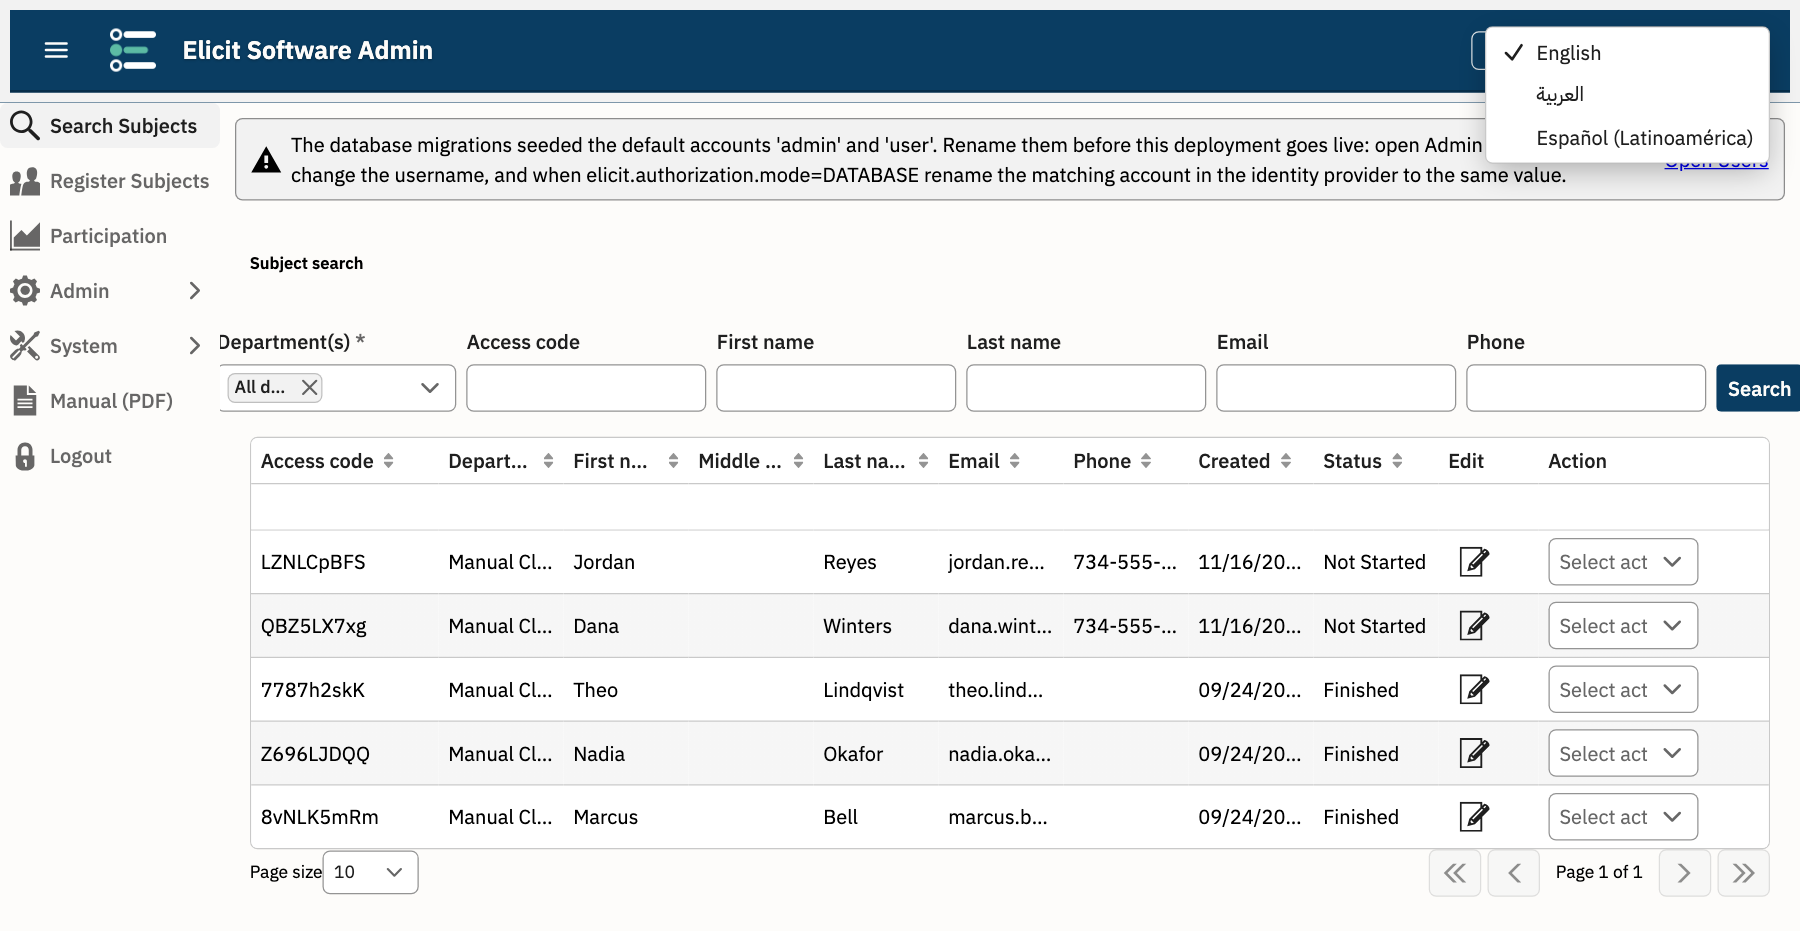 Elicit Software Admin
English
العربية
Español (Latinoamérica)
Search Subjects
Register Subjects
Participation
Admin
System
Manual (PDF)
Logout
The database migrations seeded the default accounts 'admin' and 'user'. Rename them before this deployment goes live: open Admin
change the username, and when elicit.authorization.mode=DATABASE rename the matching account in the identity provider to the same value.
Open Users
Subject search
Department(s) * Access code First name Last name Email Phone
All d... Search
Access code Depart... First n... Middle ... Last na... Email Phone Created Status Edit Action
LZNLCpBFS Manual Cl... Jordan Reyes jordan.re... 734-555-... 11/16/20... Not Started Select act
QBZ5LX7xg Manual Cl... Dana Winters dana.wint... 734-555-... 11/16/20... Not Started Select act
7787h2skK Manual Cl... Theo Lindqvist theo.lind... 09/24/20... Finished Select act
Z696LJDQQ Manual Cl... Nadia Okafor nadia.oka... 09/24/20... Finished Select act
8vNLK5mRm Manual Cl... Marcus Bell marcus.b... 09/24/20... Finished Select act
Page size 10 Page 1 of 1